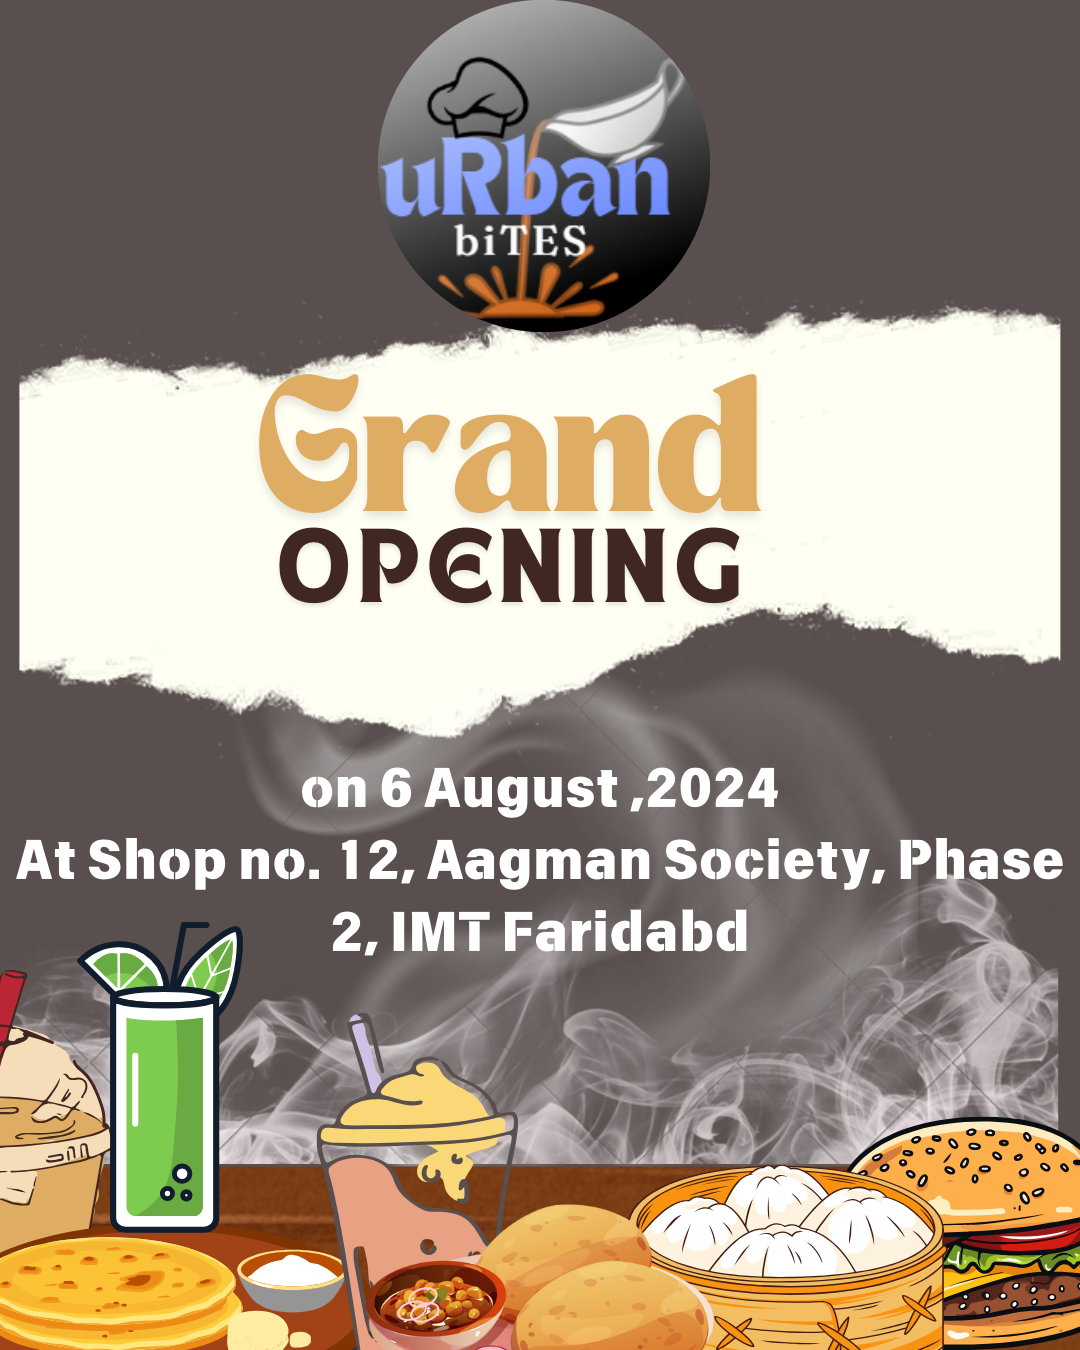 uRban
biTES
Grand
OPENING
on 6 August ,2024
At Shop no. 12, Aagman Society, Phase
2, IMT Faridabd